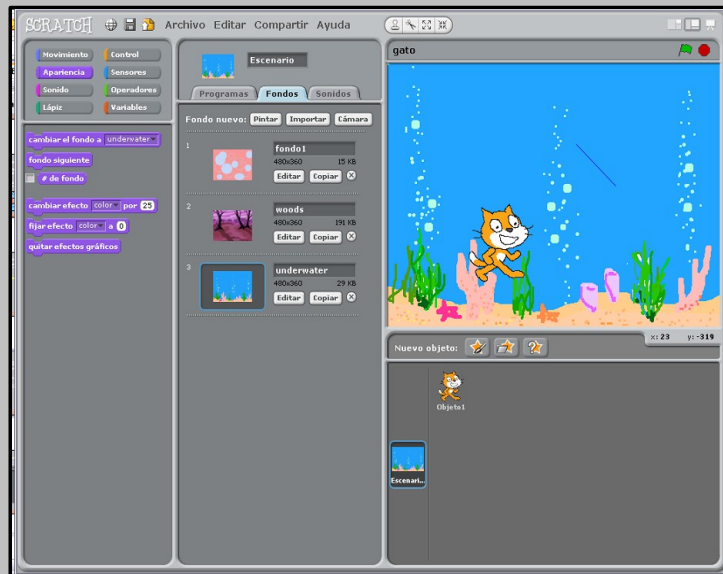 SCRATCH Archivo Editar Compartir Ayuda
Movimiento Control
Apariencia Sensores
Sonido Operadores
Lápiz Variables
cambiar el fondo a underwater
fondo siguiente
# de fondo
cambiar efecto color por 25
fijar efecto color a 0
quitar efectos gráficos
Escenario
Programas Fondos Sonidos
Fondo nuevo: Pintar Importar Cámara
1 fondo1
480x360 15 KB
Editar Copiar
2 woods
480x360 191 KB
Editar Copiar
3 underwater
480x360 29 KB
Editar Copiar
gato
x: 23 y: -319
Nuevo objeto:
Objeto1
Escenari...